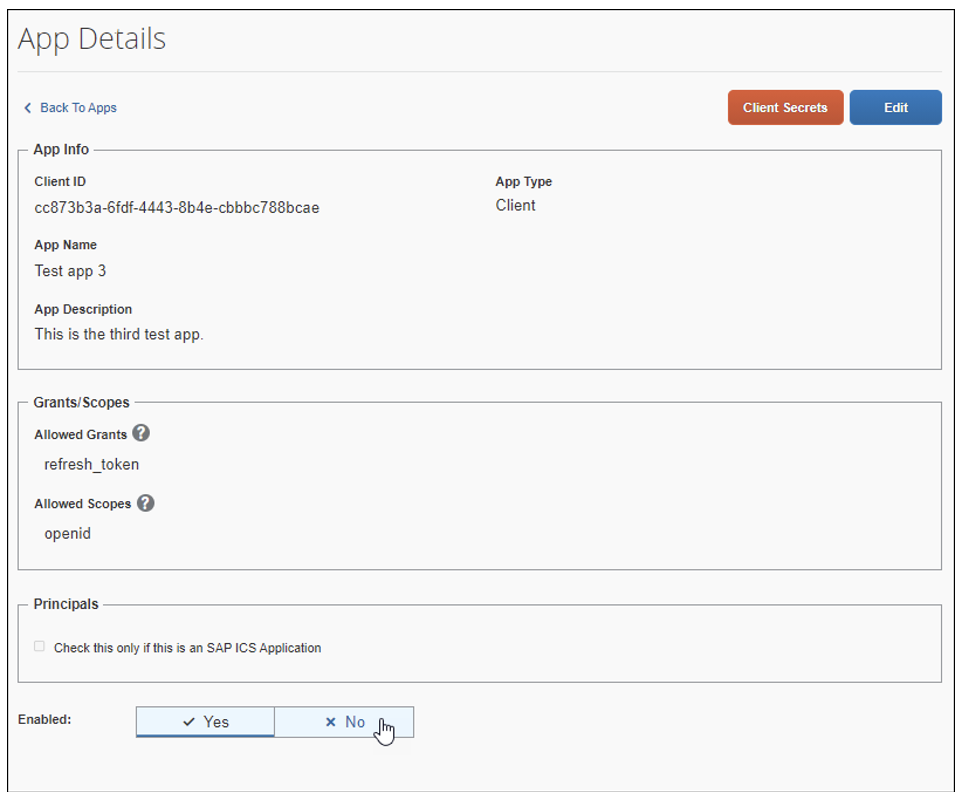 App Details
Back To Apps
Client Secrets
Edit
App Info
Client ID
App Type
cc873b3a-6fdf-4443-8b4e-cbbbc788bcae
Client
App Name
Test app 3
App Description
This is the third test app.
Grants/Scopes
Allowed Grants ?
refresh_token
Allowed Scopes ?
openid
Principals
Check this only if this is an SAP ICS Application
Enabled:
Yes
No